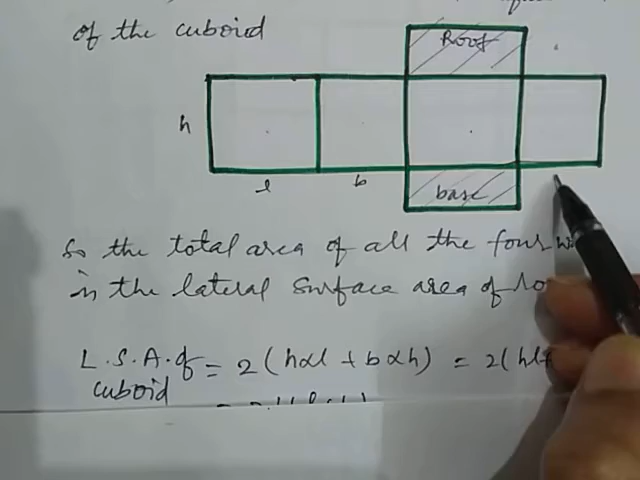 of the cuboid
Roof
h
l b
base
So the total area of all the four
is the lateral surface area of
L.S.A. of = 2(h×l + b×h) = 2(hl+
cuboid